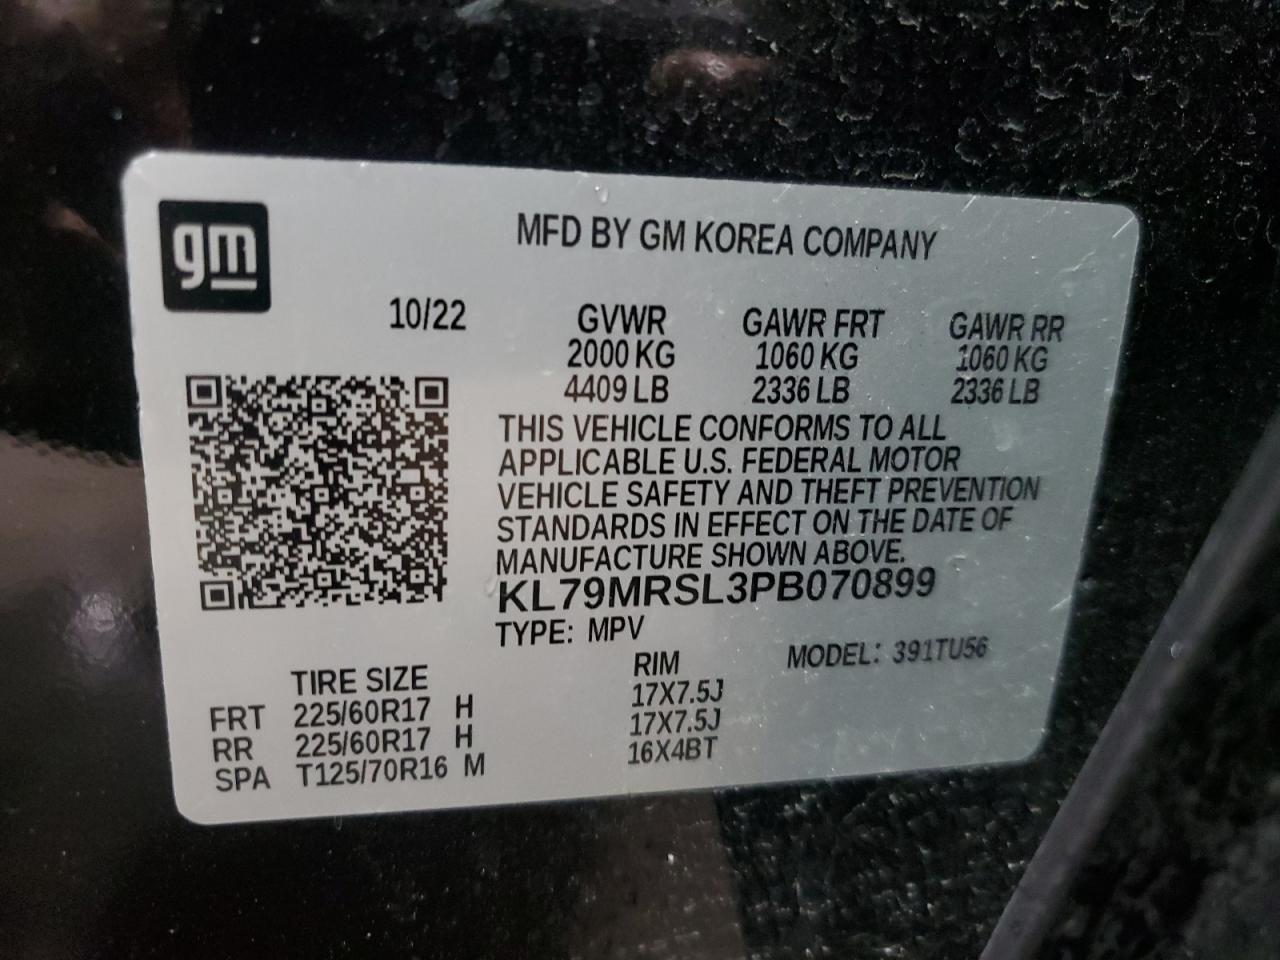 gm
MFD BY GM KOREA COMPANY
10/22 GVWR GAWR FRT GAWR RR
2000 KG 1060 KG 1060 KG
4409 LB 2336 LB 2336 LB
THIS VEHICLE CONFORMS TO ALL
APPLICABLE U.S. FEDERAL MOTOR
VEHICLE SAFETY AND THEFT PREVENTION
STANDARDS IN EFFECT ON THE DATE OF
MANUFACTURE SHOWN ABOVE.
KL79MRSL3PB070899
TYPE: MPV MODEL: 391TU56
TIRE SIZE RIM
FRT 225/60R17 H 17X7.5J
RR 225/60R17 H 17X7.5J
SPA T125/70R16 M 16X4BT